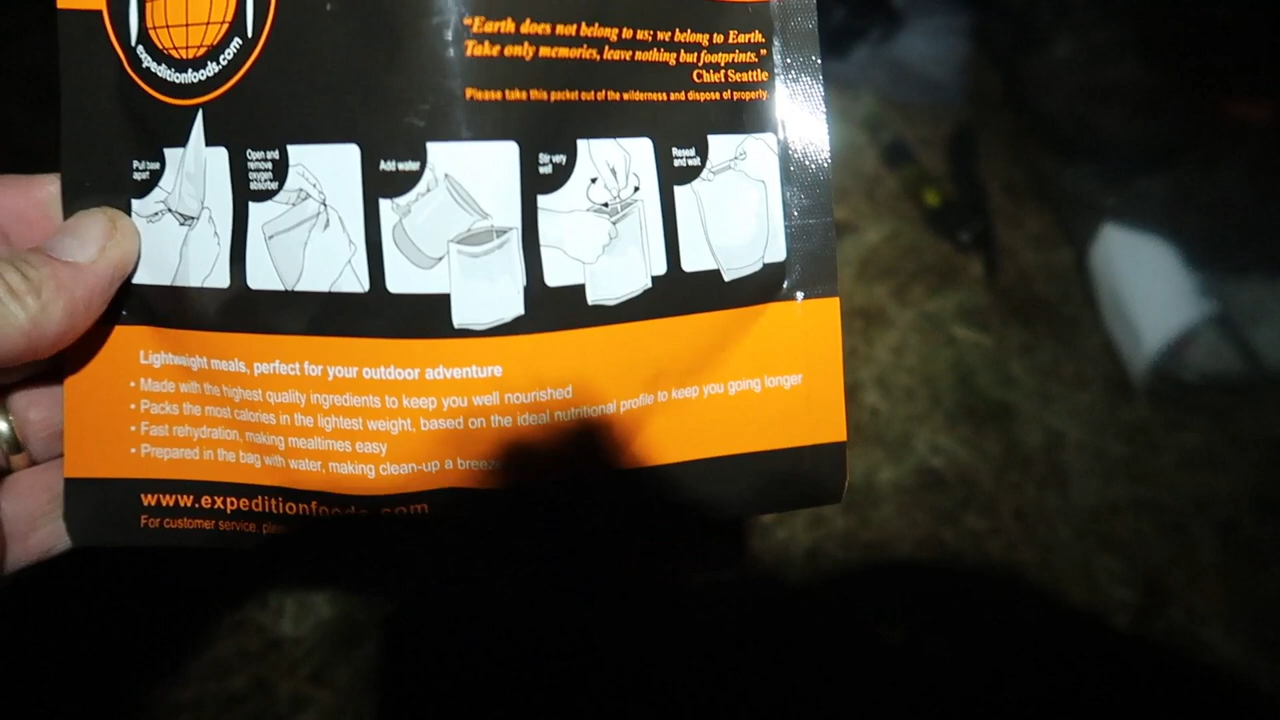 expeditionfoods.com
“Earth does not belong to us; we belong to Earth.
Take only memories, leave nothing but footprints.”
Chief Seattle
Please take this packet out of the wilderness and dispose of properly.
Pull base
apart
Open and
remove
oxygen
absorber
Add water
Stir very
well
Reseal
and wait
Lightweight meals, perfect for your outdoor adventure
• Made with the highest quality ingredients to keep you well nourished
• Packs the most calories in the lightest weight, based on the ideal nutritional profile to keep you going longer
• Fast rehydration, making mealtimes easy
• Prepared in the bag with water, making clean-up a breeze
www.expeditionfoods.com
For customer service,